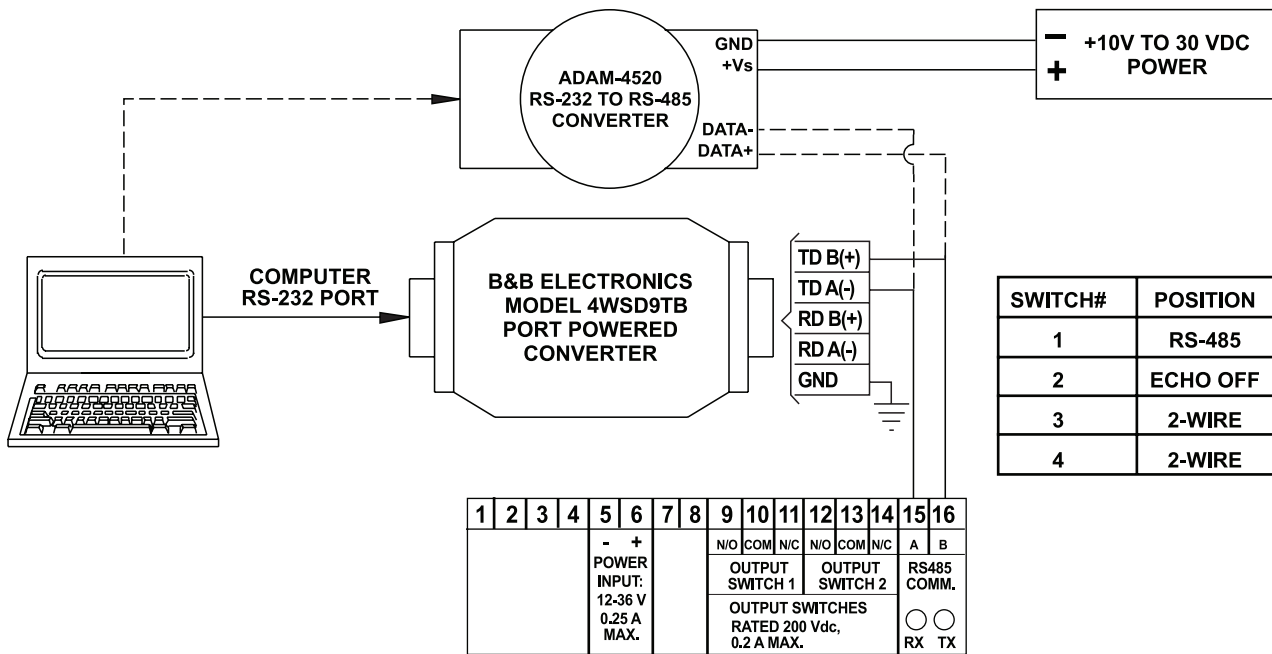 ADAM-4520
RS-232 TO RS-485
CONVERTER
GND
+Vs
DATA-
DATA+
− +10V TO 30 VDC
+ POWER
COMPUTER
RS-232 PORT
B&B ELECTRONICS
MODEL 4WSD9TB
PORT POWERED
CONVERTER
TD B(+)
TD A(-)
RD B(+)
RD A(-)
GND
SWITCH# POSITION
1 RS-485
2 ECHO OFF
3 2-WIRE
4 2-WIRE
1 2 3 4 5 6 7 8 9 10 11 12 13 14 15 16
- + N/O COM N/C N/O COM N/C A B
POWER
INPUT:
12-36 V
0.25 A
MAX.
OUTPUT
SWITCH 1
OUTPUT
SWITCH 2
OUTPUT SWITCHES
RATED 200 Vdc,
0.2 A MAX.
RS485
COMM.
RX TX